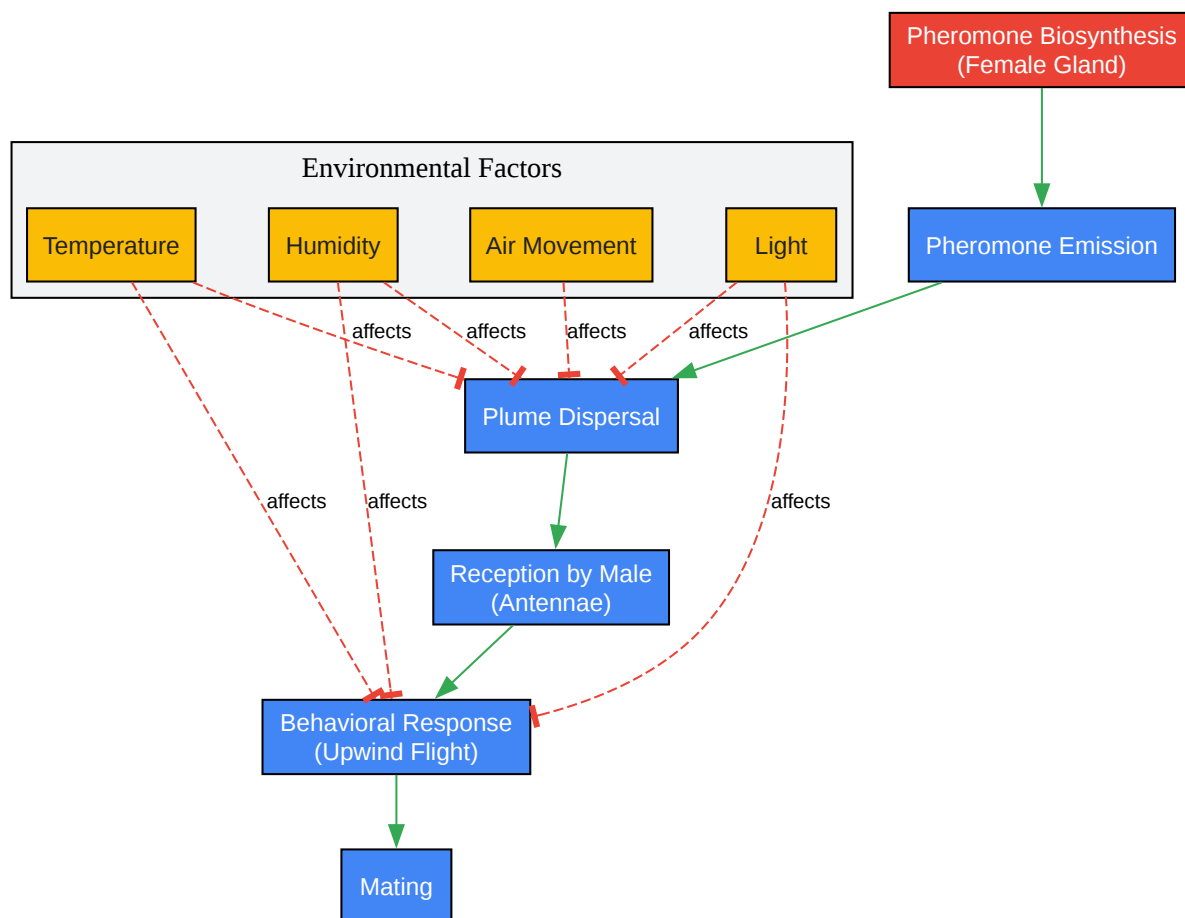 Pheromone Biosynthesis
(Female Gland)
Environmental Factors
Temperature
Humidity
Air Movement
Light
Pheromone Emission
affects
affects
affects
affects
Plume Dispersal
affects
affects
affects
Reception by Male
(Antennae)
Behavioral Response
(Upwind Flight)
Mating